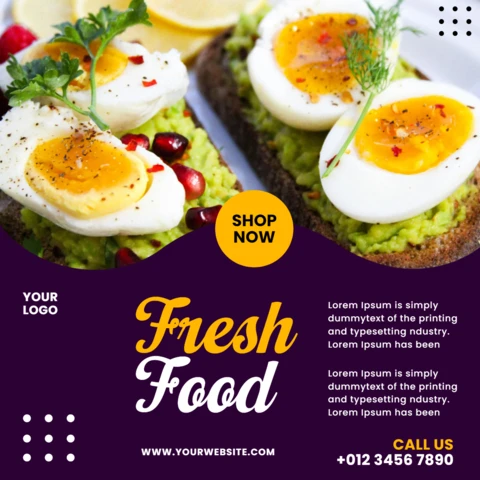 SHOP
NOW
YOUR
LOGO
Fresh
Food
Lorem Ipsum is simply
dummytext of the printing
and typesetting ndustry.
Lorem Ipsum has been
Lorem Ipsum is simply
dummytext of the printing
and typesetting ndustry.
Lorem Ipsum has been
WWW.YOURWEBSITE.COM
CALL US
+012 3456 7890